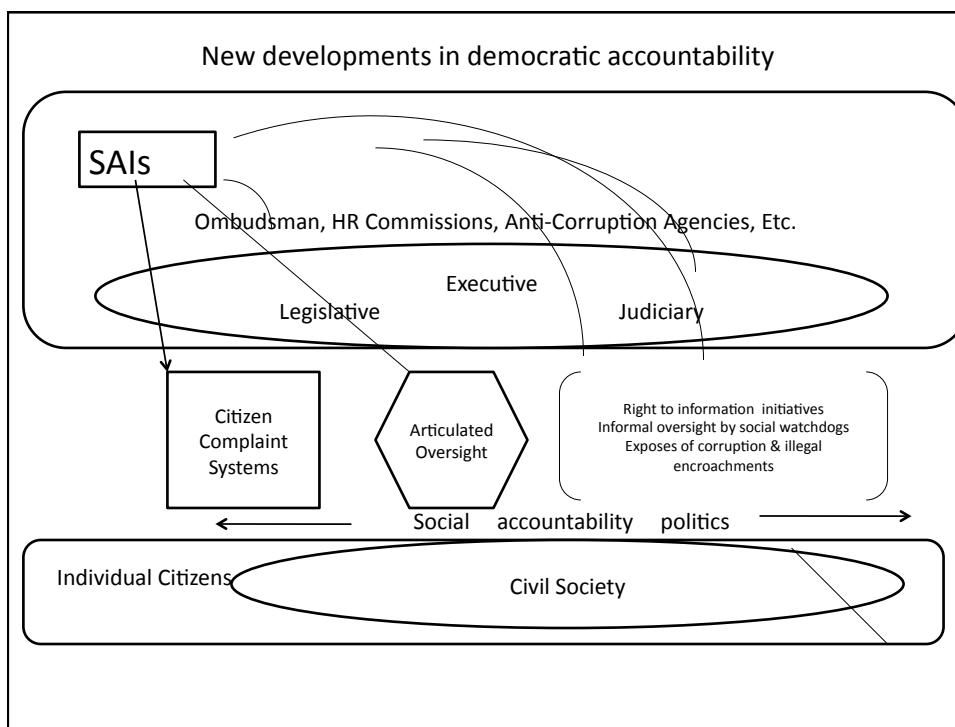 New developments in democratic accountability
SAIs
Ombudsman, HR Commissions, Anti-Corruption Agencies, Etc.
Executive
Legislative
Judiciary
Citizen
Complaint
Systems
Articulated
Oversight
Right to information initiatives
Informal oversight by social watchdogs
Exposes of corruption & illegal
encroachments
Social accountability politics
Individual Citizens
Civil Society